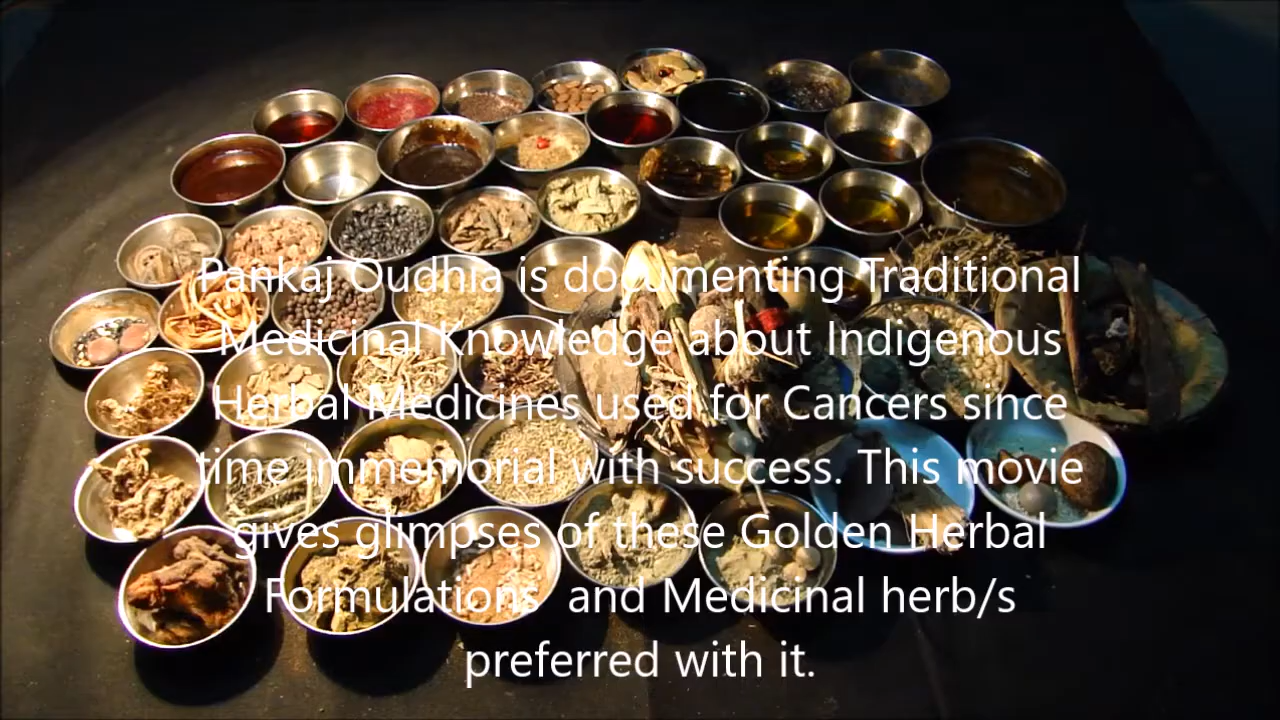 Pankaj Oudhia is documenting Traditional
Medicinal Knowledge about Indigenous
Herbal Medicines used for Cancers since
time immemorial with success. This movie
gives glimpses of these Golden Herbal
Formulations  and Medicinal herb/s
preferred with it.